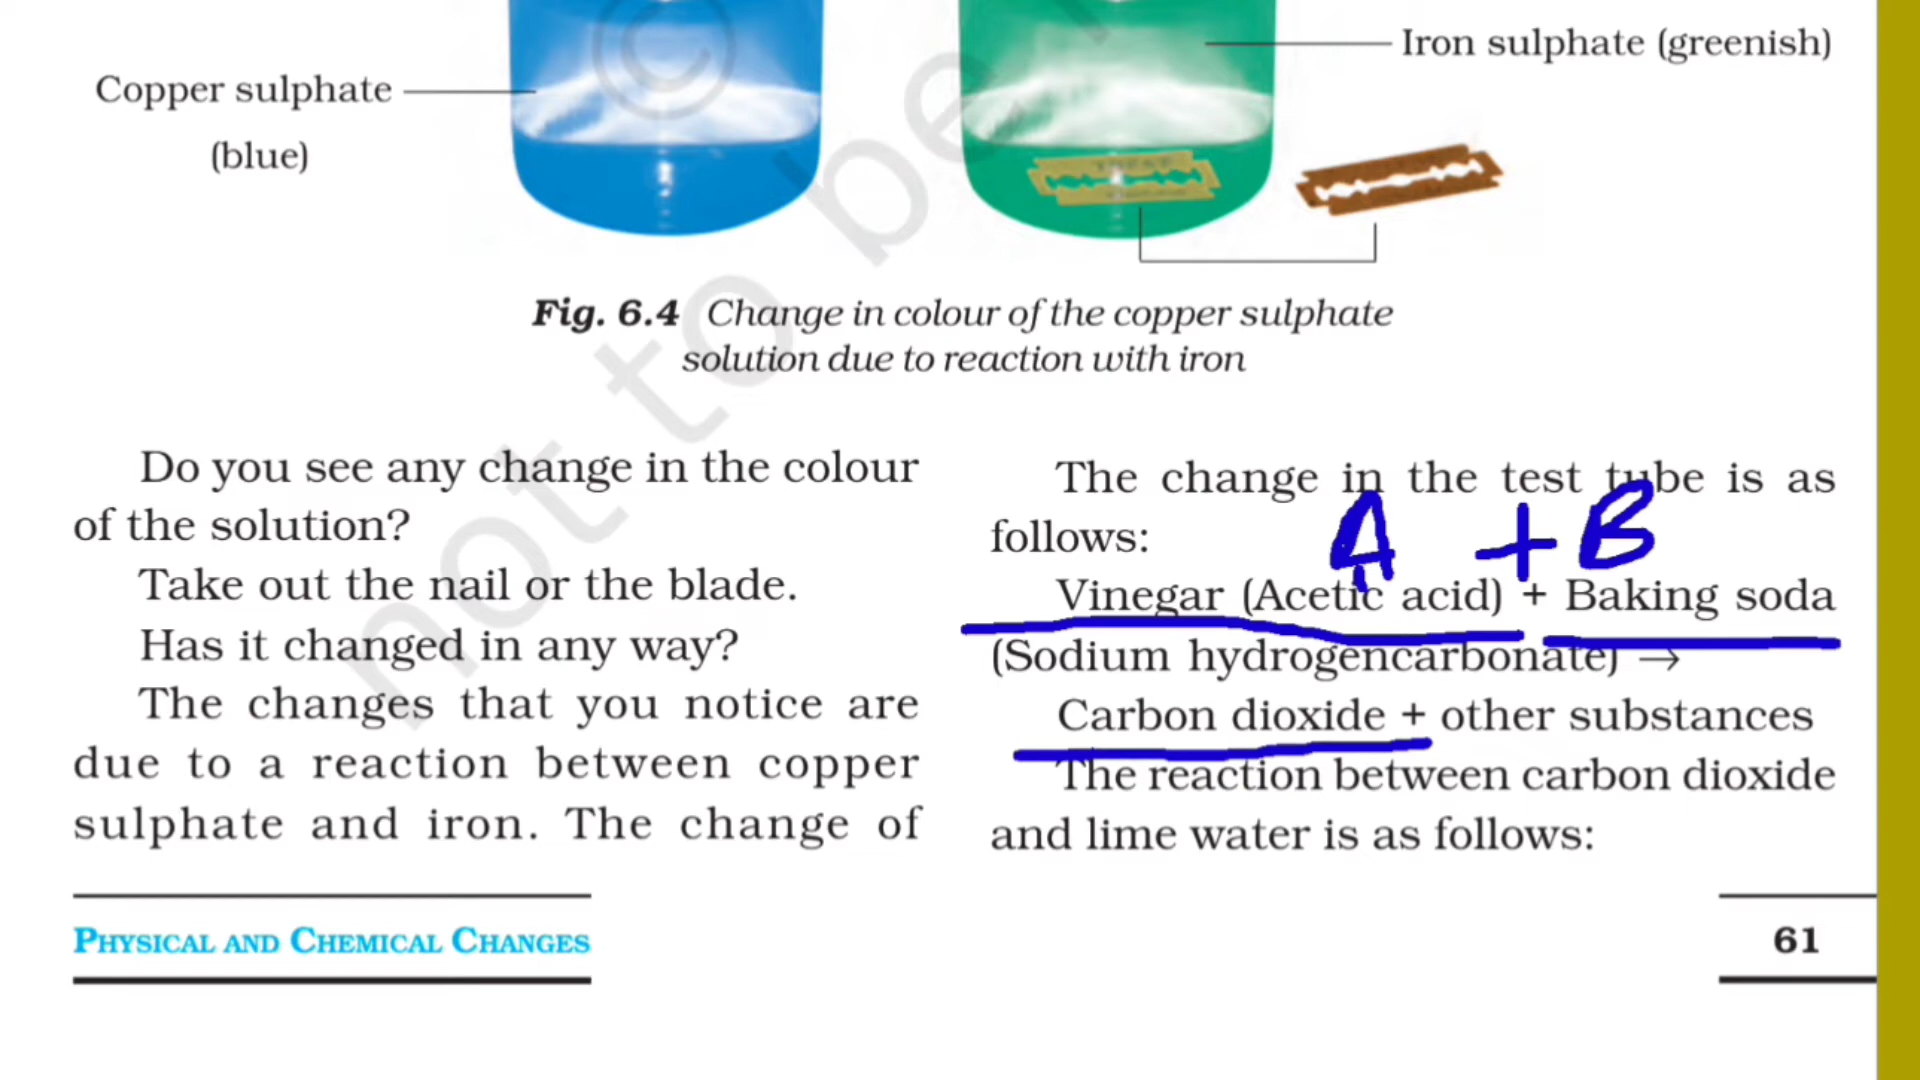 Iron sulphate (greenish)
Copper sulphate
(blue)
Fig. 6.4 Change in colour of the copper sulphate
solution due to reaction with iron
Do you see any change in the colour
of the solution?
Take out the nail or the blade.
Has it changed in any way?
The changes that you notice are
due to a reaction between copper
sulphate and iron. The change of
The change in the test tube is as
follows:
A + B
Vinegar (Acetic acid) + Baking soda
(Sodium hydrogencarbonate) →
Carbon dioxide + other substances
The reaction between carbon dioxide
and lime water is as follows:
PHYSICAL AND CHEMICAL CHANGES
61
© not to be